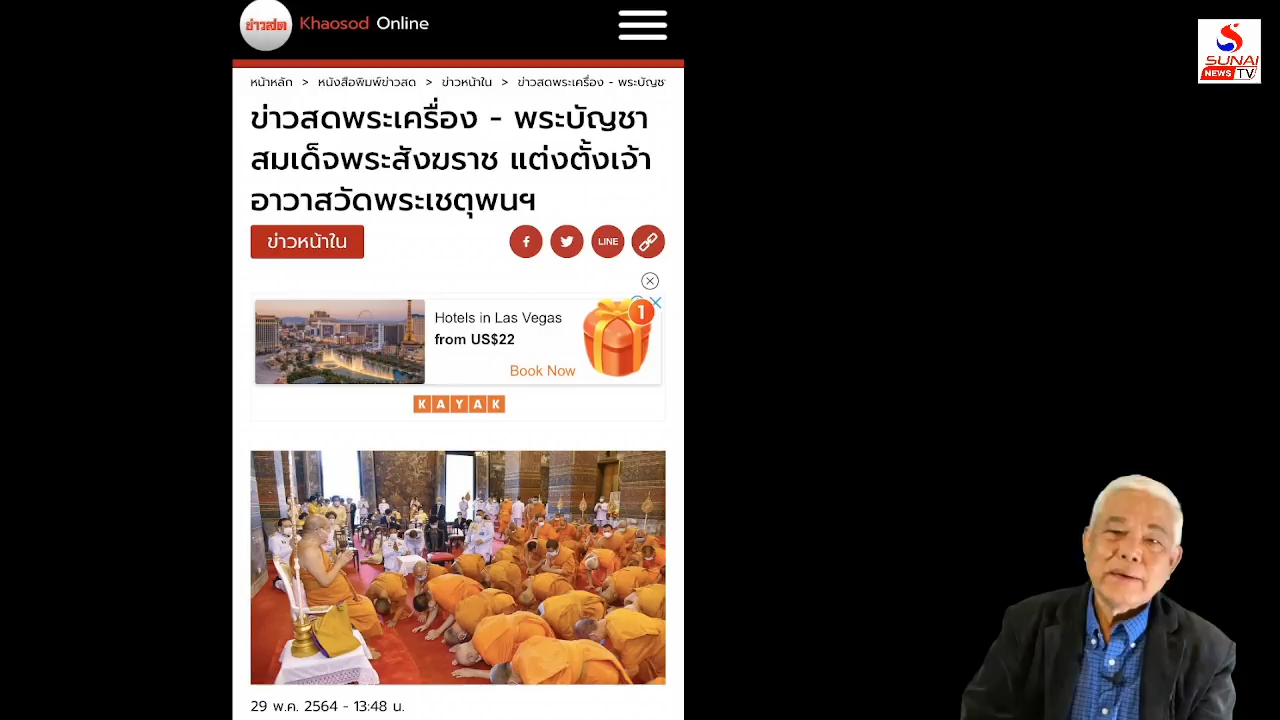 ข่าวสด Khaosod Online
SUNAI
NEWS TV
หน้าหลัก > หนังสือพิมพ์ข่าวสด > ข่าวหน้าใน > ข่าวสดพระเครื่อง - พระบัญช
ข่าวสดพระเครื่อง - พระบัญชา
สมเด็จพระสังฆราช แต่งตั้งเจ้า
อาวาสวัดพระเชตุพนฯ
ข่าวหน้าใน
LINE
Hotels in Las Vegas
from US$22
Book Now
1
KAYAK
29 พ.ค. 2564 - 13:48 น.